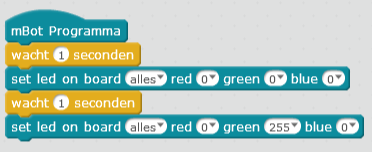 mBot Programma
wacht 1 seconden
set led on board alles red 0 green 0 blue 0
wacht 1 seconden
set led on board alles red 0 green 255 blue 0